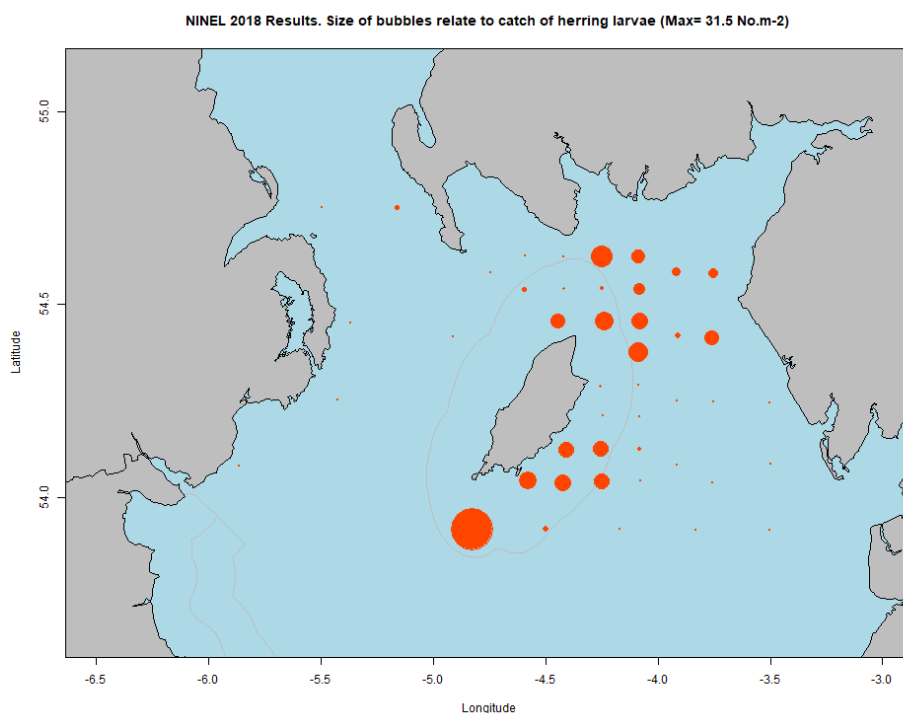 NINEL 2018 Results. Size of bubbles relate to catch of herring larvae (Max= 31.5 No.m-2)
Latitude
55.0
54.5
54.0
-6.5 -6.0 -5.5 -5.0 -4.5 -4.0 -3.5 -3.0
Longitude